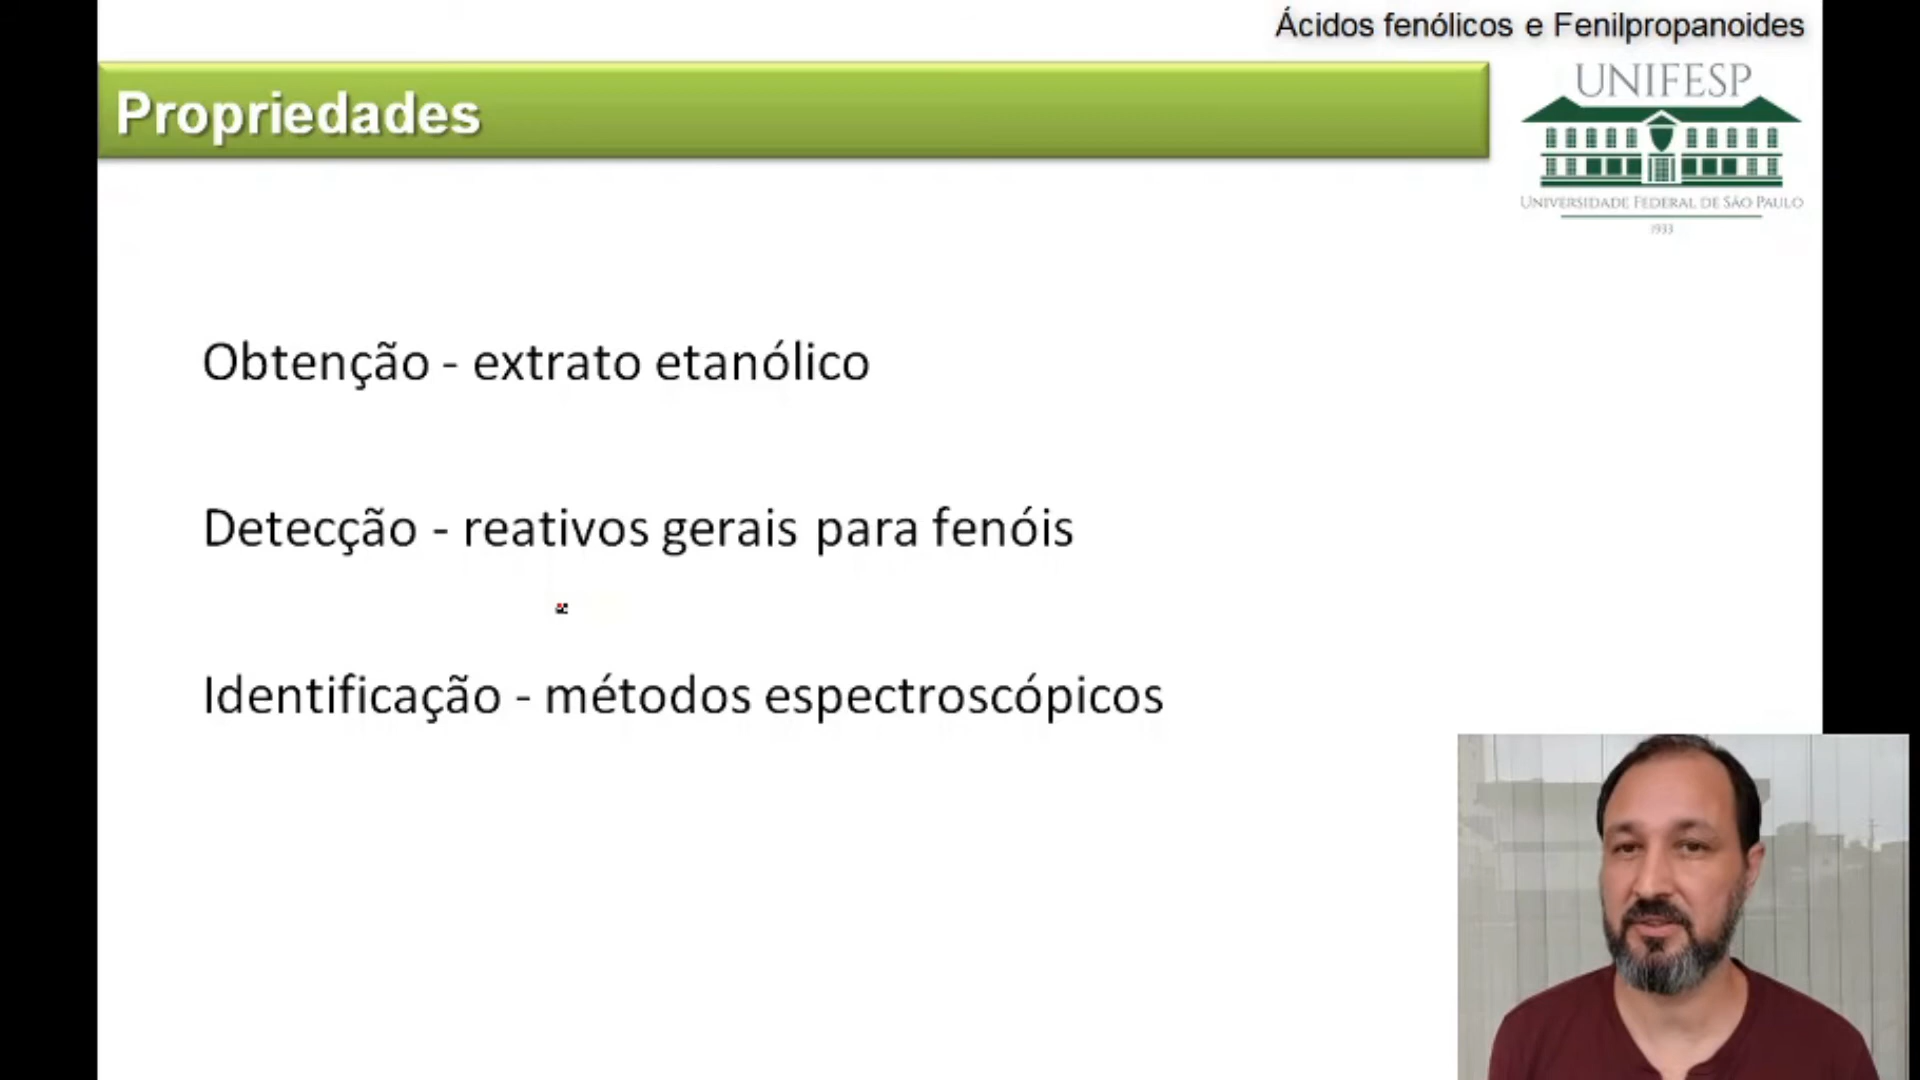 Ácidos fenólicos e Fenilpropanoides
Propriedades
UNIFESP
UNIVERSIDADE FEDERAL DE SÃO PAULO
1933
Obtenção - extrato etanólico
Detecção - reativos gerais para fenóis
Identificação - métodos espectroscópicos